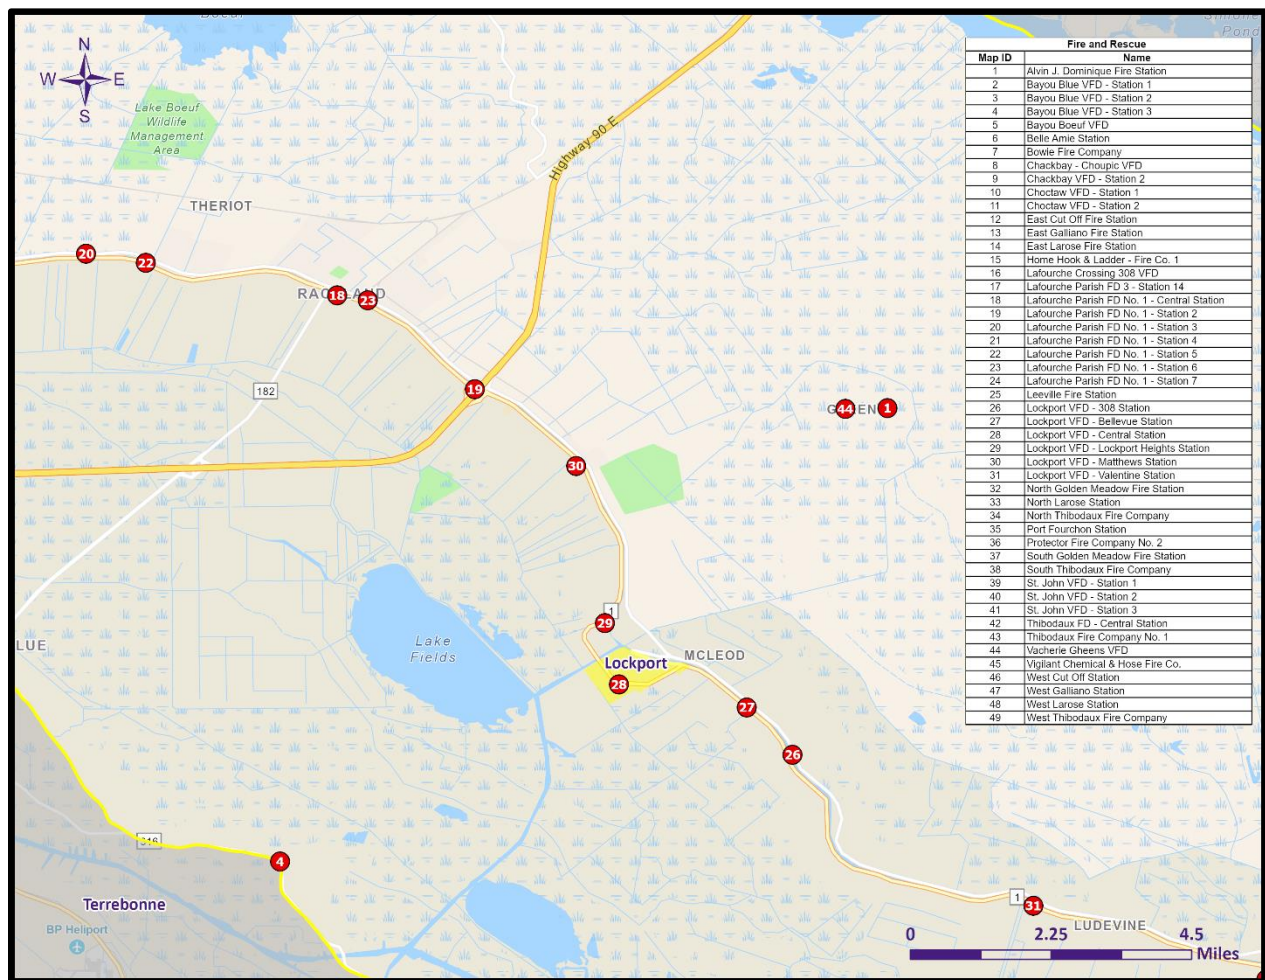 Boeuf
Pond
N
W E
S
Lake Boeuf
Wildlife
Management
Area
Highway 90 E
THERIOT
20
22
18
23
19
182
44
1
30
Lake
Fields
1
29
Lockport
MCLEOD
28
27
26
LUE
316
4
Terrebonne
BP Heliport
1
31
LUDEVINE
0 2.25 4.5
Miles
Fire and Rescue
Map ID Name
1 Alvin J. Dominique Fire Station
2 Bayou Blue VFD - Station 1
3 Bayou Blue VFD - Station 2
4 Bayou Blue VFD - Station 3
5 Bayou Boeuf VFD
6 Belle Amie Station
7 Bowie Fire Company
8 Chackbay - Choupic VFD
9 Chackbay VFD - Station 2
10 Choctaw VFD - Station 1
11 Choctaw VFD - Station 2
12 East Cut Off Fire Station
13 East Galliano Fire Station
14 East Larose Fire Station
15 Home Hook & Ladder - Fire Co. 1
16 Lafourche Crossing 308 VFD
17 Lafourche Parish FD 3 - Station 14
18 Lafourche Parish FD No. 1 - Central Station
19 Lafourche Parish FD No. 1 - Station 2
20 Lafourche Parish FD No. 1 - Station 3
21 Lafourche Parish FD No. 1 - Station 4
22 Lafourche Parish FD No. 1 - Station 5
23 Lafourche Parish FD No. 1 - Station 6
24 Lafourche Parish FD No. 1 - Station 7
25 Leeville Fire Station
26 Lockport VFD - 308 Station
27 Lockport VFD - Bellevue Station
28 Lockport VFD - Central Station
29 Lockport VFD - Lockport Heights Station
30 Lockport VFD - Matthews Station
31 Lockport VFD - Valentine Station
32 North Golden Meadow Fire Station
33 North Larose Station
34 North Thibodaux Fire Company
35 Port Fourchon Station
36 Protector Fire Company No. 2
37 South Golden Meadow Fire Station
38 South Thibodaux Fire Company
39 St. John VFD - Station 1
40 St. John VFD - Station 2
41 St. John VFD - Station 3
42 Thibodaux FD - Central Station
43 Thibodaux Fire Company No. 1
44 Vacherie Gheens VFD
45 Vigilant Chemical & Hose Fire Co.
46 West Cut Off Station
47 West Galliano Station
48 West Larose Station
49 West Thibodaux Fire Company